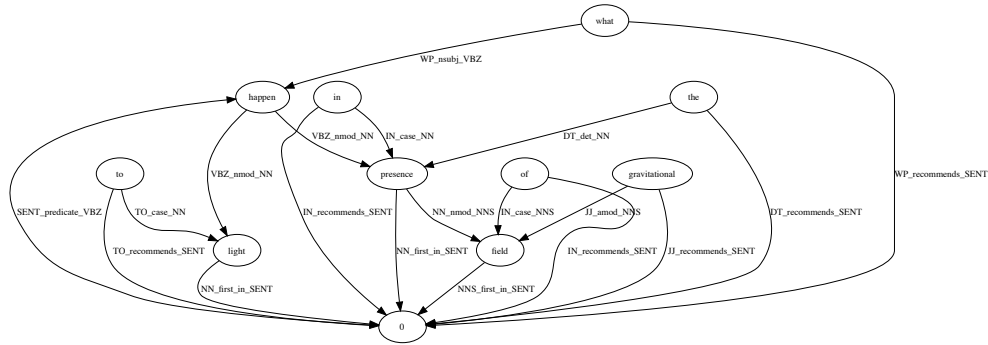 what
WP_nsubj_VBZ
happen
in
the
VBZ_nmod_NN
IN_case_NN
DT_det_NN
to
VBZ_nmod_NN
presence
of
gravitational
WP_recommends_SENT
SENT_predicate_VBZ
TO_case_NN
IN_recommends_SENT
NN_nmod_NNS
IN_case_NNS
JJ_amod_NNS
DT_recommends_SENT
TO_recommends_SENT
light
NN_first_in_SENT
field
IN_recommends_SENT
JJ_recommends_SENT
NN_first_in_SENT
NNS_first_in_SENT
0